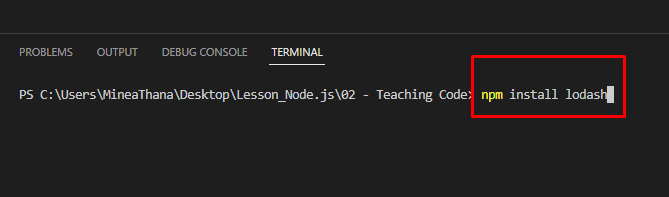 PROBLEMS OUTPUT DEBUG CONSOLE TERMINAL
PS C:\Users\MineaThana\Desktop\Lesson_Node.js\02 - Teaching Code> npm install lodash